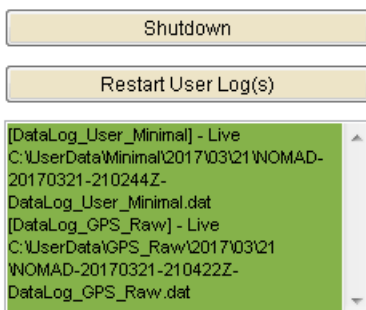 Shutdown
Restart User Log(s)
[DataLog_User_Minimal] - Live
C:\UserData\Minimal\2017\03\21\NOMAD-
20170321-210244Z-
DataLog_User_Minimal.dat
[DataLog_GPS_Raw] - Live
C:\UserData\GPS_Raw\2017\03\21
\NOMAD-20170321-210422Z-
DataLog_GPS_Raw.dat